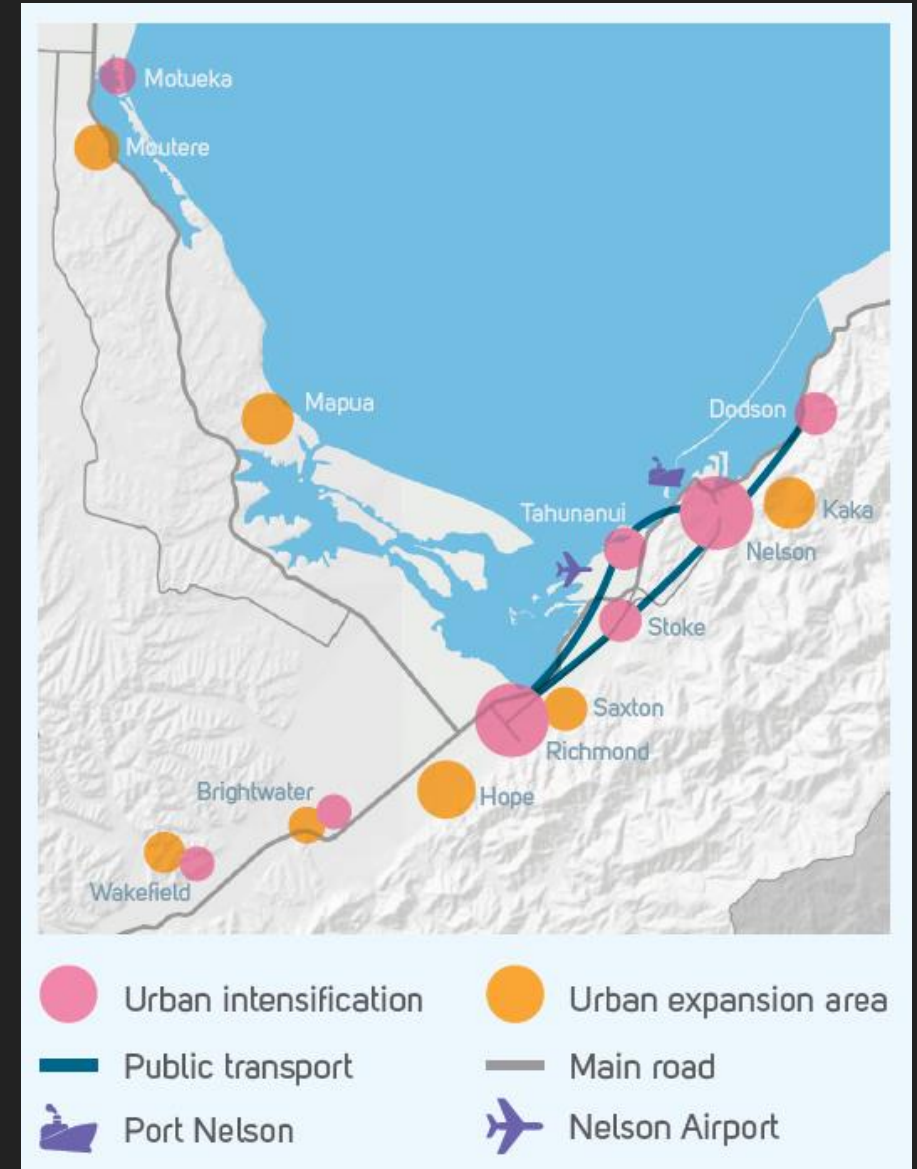 Motueka
Moutere
Mapua
Dodson
Tahunanui
Kaka
Nelson
Stoke
Saxton
Richmond
Brightwater
Hope
Wakefield
Urban intensification
Urban expansion area
Public transport
Main road
Port Nelson
Nelson Airport